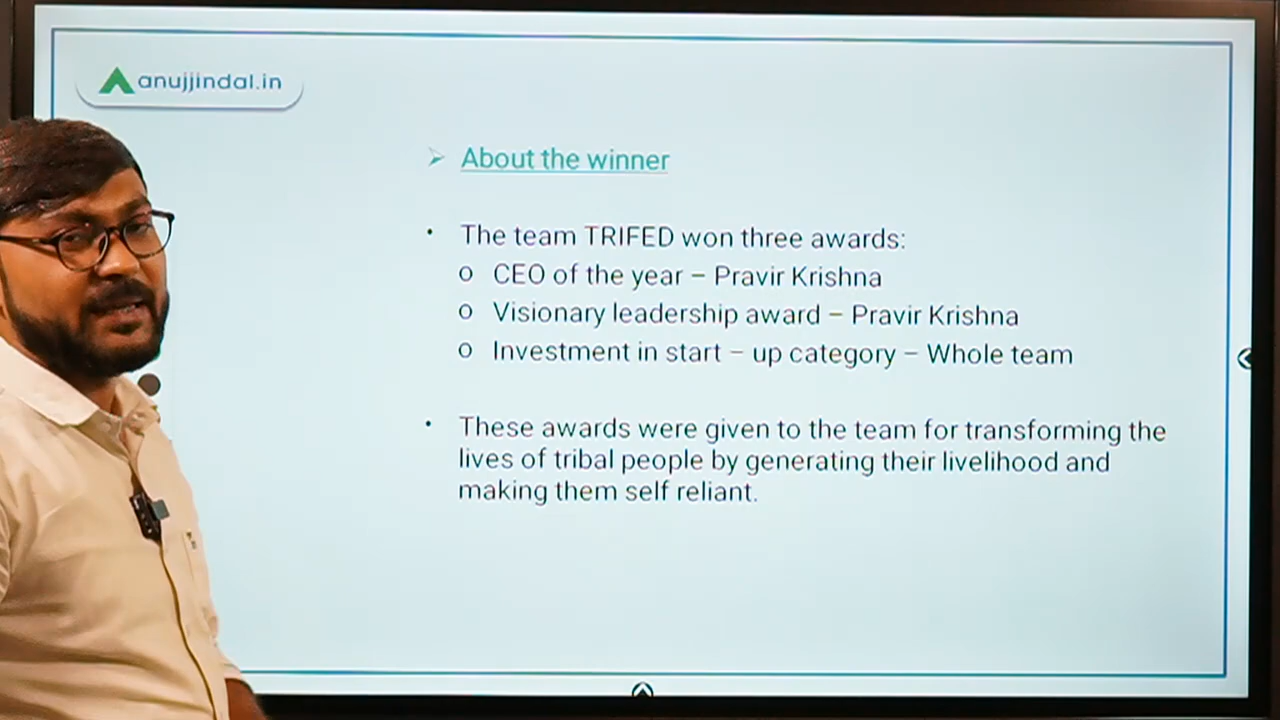 anujjindal.in
➢ About the winner
• The team TRIFED won three awards:
o CEO of the year – Pravir Krishna
o Visionary leadership award – Pravir Krishna
o Investment in start – up category – Whole team
• These awards were given to the team for transforming the
lives of tribal people by generating their livelihood and
making them self reliant.